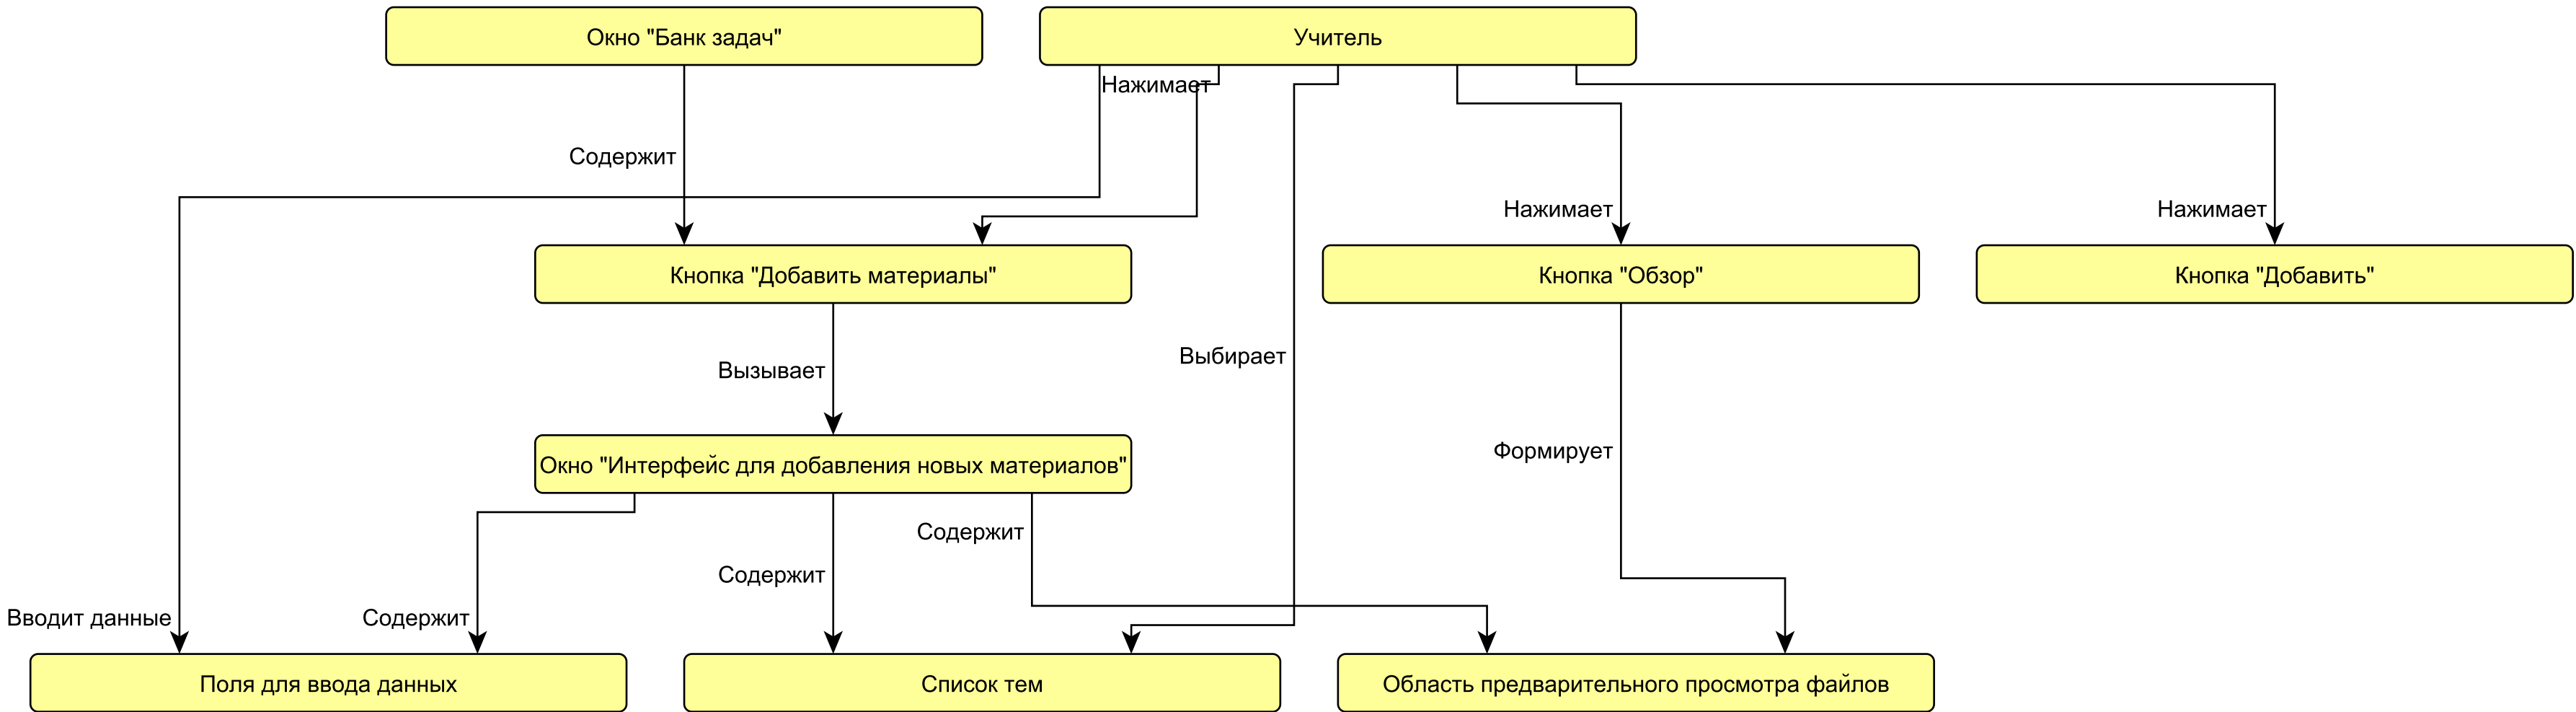 Окно "Банк задач"
Учитель
Нажимает
Содержит
Нажимает
Нажимает
Кнопка "Добавить материалы"
Кнопка "Обзор"
Кнопка "Добавить"
Выбирает
Вызывает
Формирует
Окно "Интерфейс для добавления новых материалов"
Содержит
Содержит
Вводит данные
Содержит
Поля для ввода данных
Список тем
Область предварительного просмотра файлов